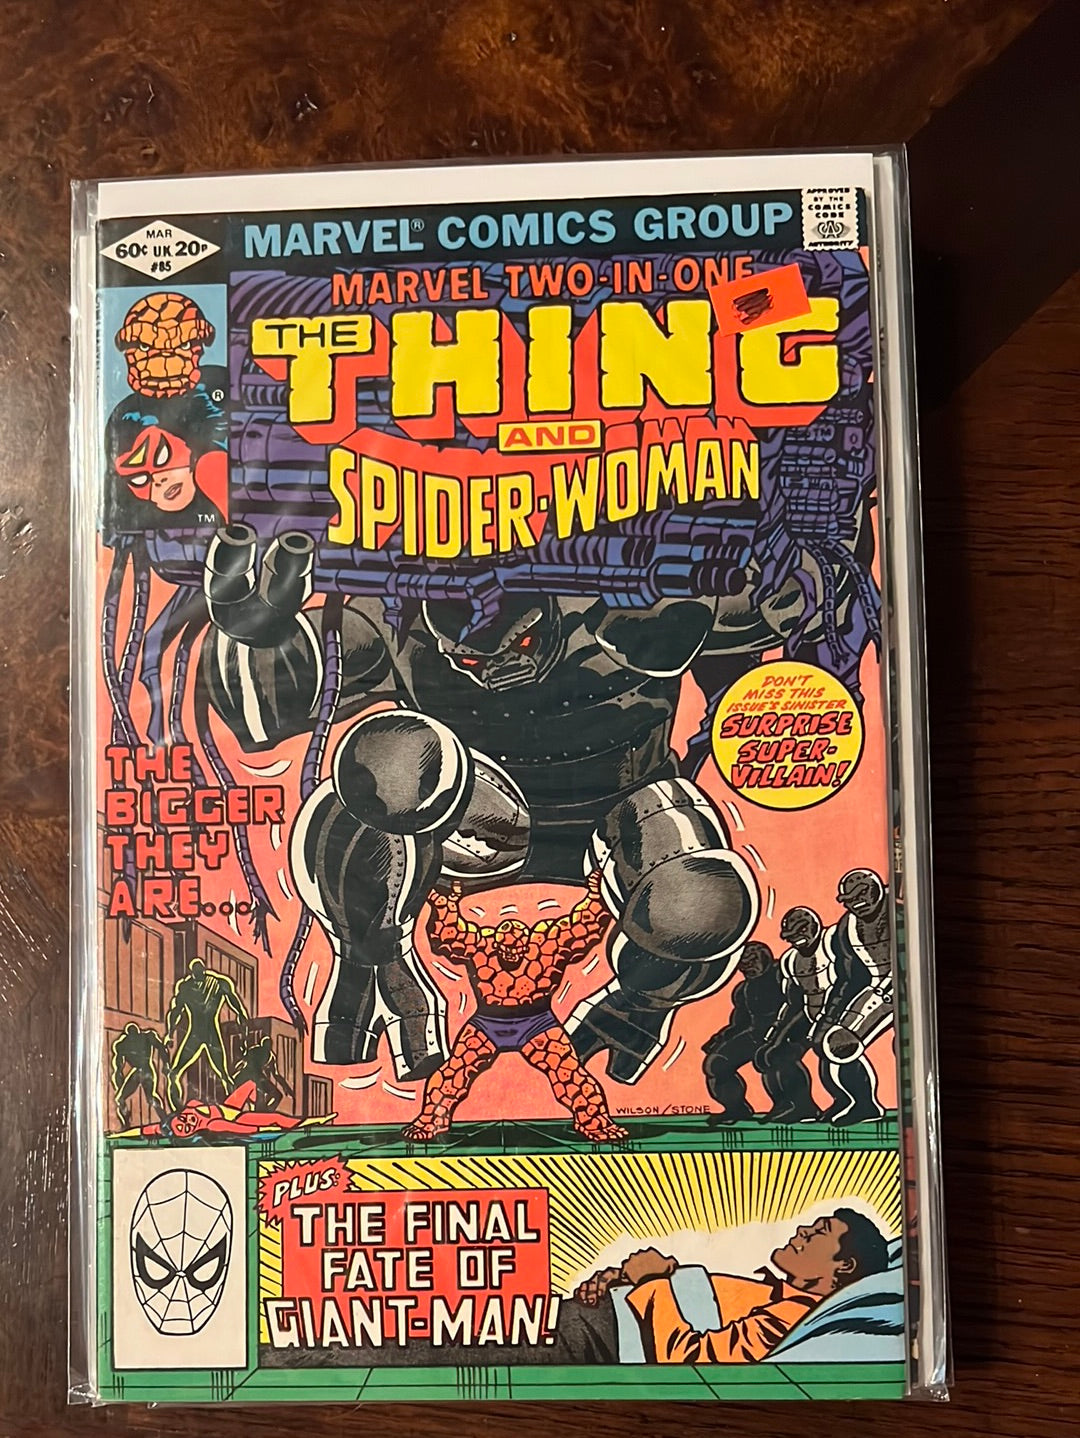 MARVEL® COMICS GROUP
APPROVED
BY THE
COMICS
CODE
CA
AUTHORITY
MAR
60¢ UK 20P
#85
MARVEL TWO-IN-ONE
THE THING
®
AND
SPIDER-WOMAN
TM
DON'T
MISS THIS
ISSUE'S SINISTER
SURPRISE
SUPER-
VILLAIN!
THE
BIGGER
THEY
ARE...
WILSON/STONE
PLUS:
THE FINAL
FATE OF
GIANT-MAN!